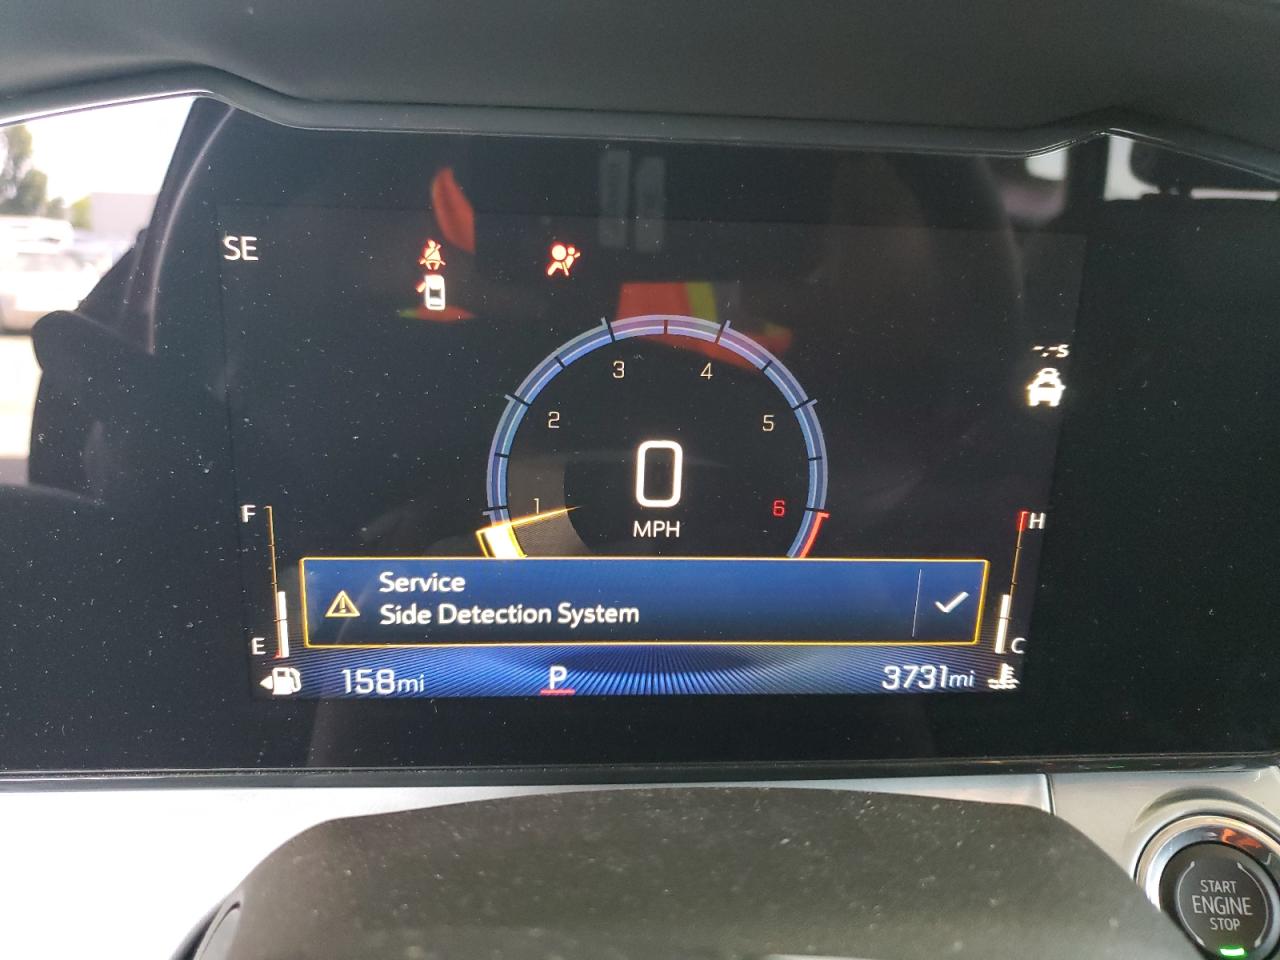 SE
-.-s
3
4
2
5
1
0
6
MPH
F
H
Service
Side Detection System
E
C
158mi
P
3731mi
START
ENGINE
STOP